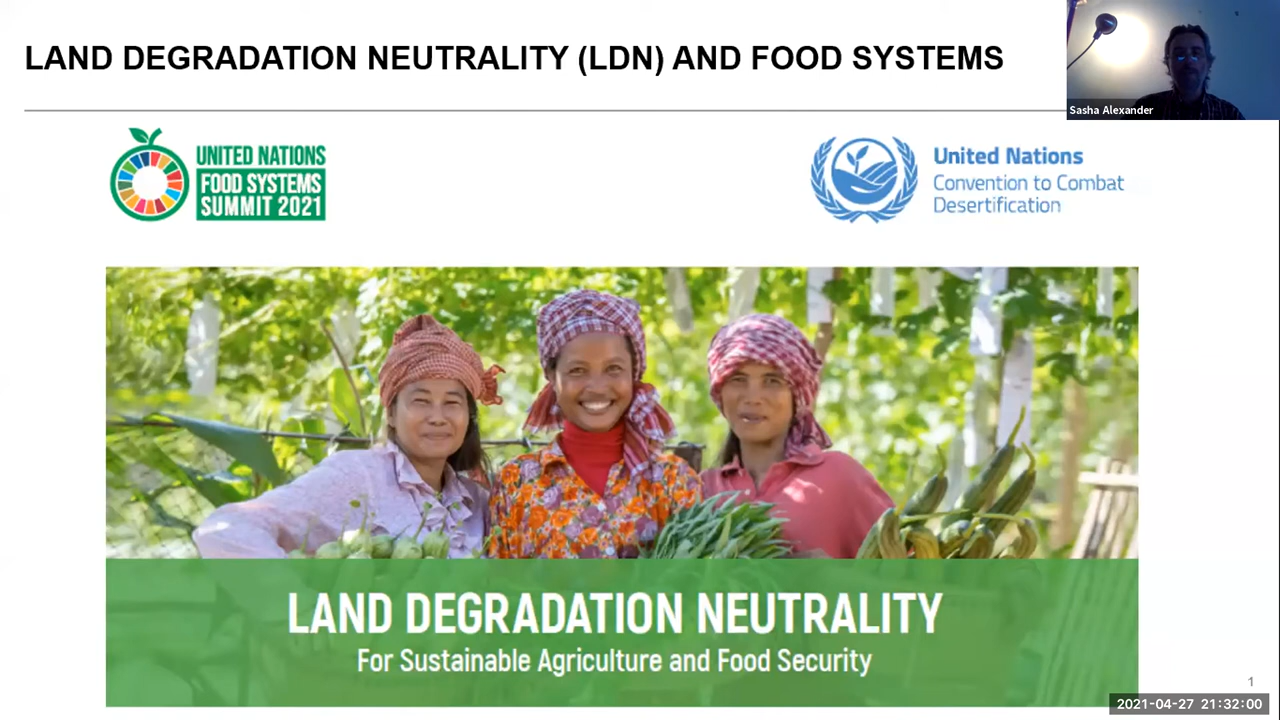 LAND DEGRADATION NEUTRALITY (LDN) AND FOOD SYSTEMS
Sasha Alexander
UNITED NATIONS
FOOD SYSTEMS
SUMMIT 2021
United Nations
Convention to Combat
Desertification
LAND DEGRADATION NEUTRALITY
For Sustainable Agriculture and Food Security
1
2021-04-27 21:32:00